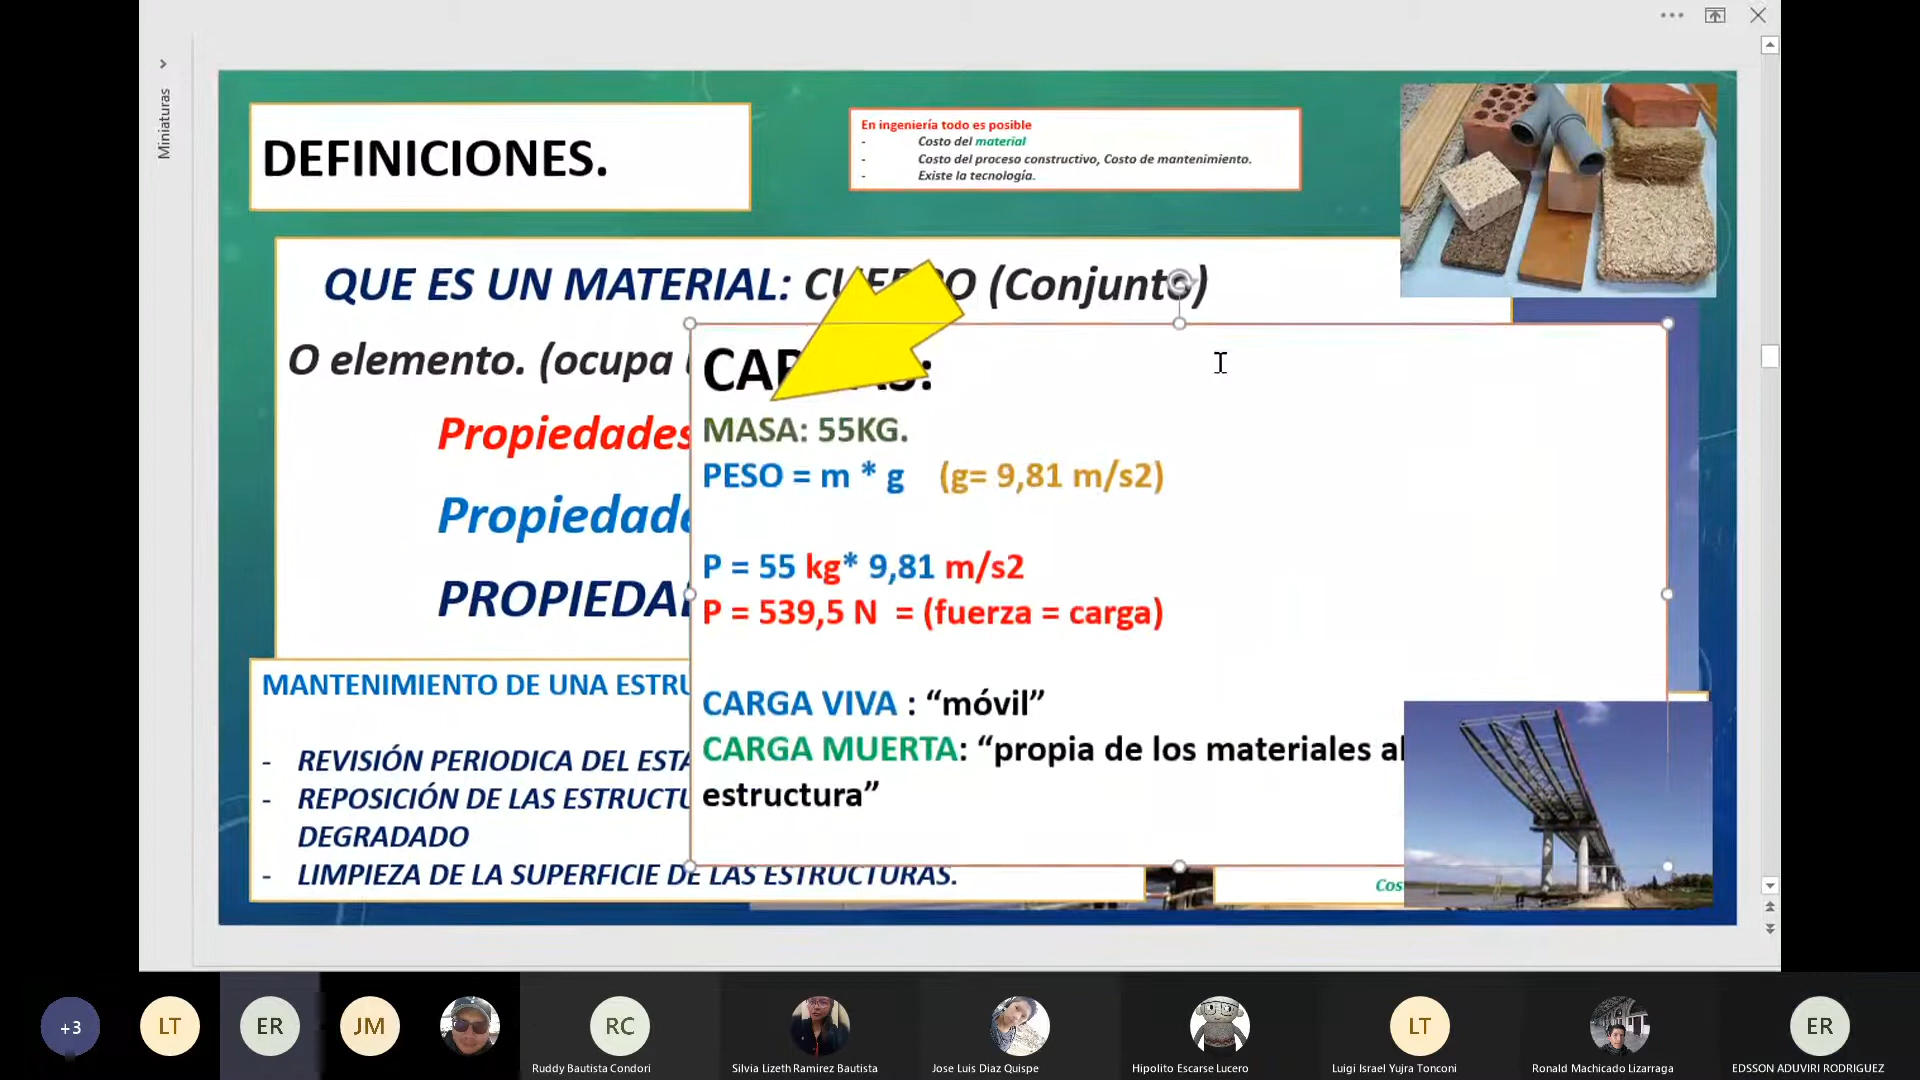 Miniaturas
DEFINICIONES.
En ingeniería todo es posible
- Costo del material
- Costo del proceso constructivo, Costo de mantenimiento.
- Existe la tecnología.
QUE ES UN MATERIAL: (Conjunto)
O elemento. (ocupa
Propiedades
PROPIEDA
MASA: 55KG.
PESO = m * g (g= 9,81 m/s2)
P = 55 kg* 9,81 m/s2
P = 539,5 N = (fuerza = carga)
CARGA VIVA : “móvil”
CARGA MUERTA: “propia de los materiales al
estructura”
MANTENIMIENTO DE UNA ESTRU
- REVISIÓN PERIODICA DEL ESTA
- REPOSICIÓN DE LAS ESTRUCTU
DEGRADADO
- LIMPIEZA DE LA SUPERFICIE DE LAS ESTRUCTURAS.
Cos
+3
LT
ER
JM
RC
LT
ER
Ruddy Bautista Condori
Silvia Lizeth Ramirez Bautista
Jose Luis Diaz Quispe
Hipolito Escarse Lucero
Luigi Israel Yujra Tonconi
Ronald Machicado Lizarraga
EDSSON ADUVIRI RODRIGUEZ